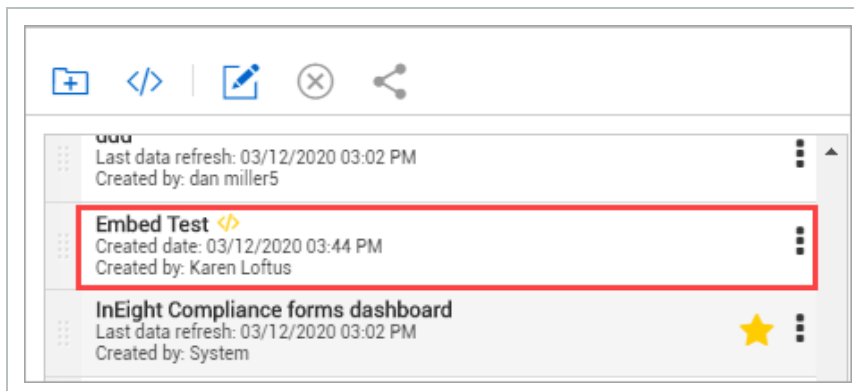 Last data refresh: 03/12/2020 03:02 PM
Created by: dan miller5
Embed Test </>
Created date: 03/12/2020 03:44 PM
Created by: Karen Loftus
InEight Compliance forms dashboard
Last data refresh: 03/12/2020 03:02 PM
Created by: System